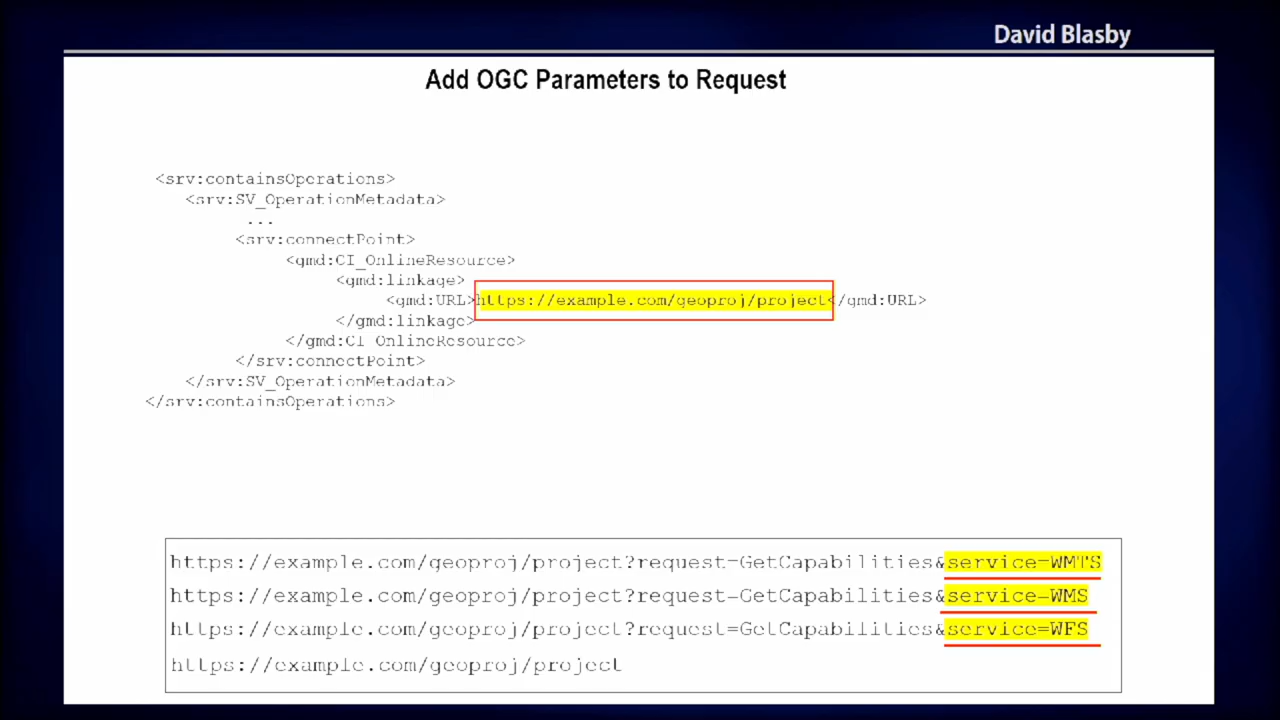 David Blasby
Add OGC Parameters to Request
<srv:containsOperations>
<srv:SV_OperationMetadata>
...
<srv:connectPoint>
<gmd:CI_OnlineResource>
<gmd:linkage>
<gmd:URL>https://example.com/geoproj/project</gmd:URL>
</gmd:linkage>
</gmd:CI_OnlineResource>
</srv:connectPoint>
</srv:SV_OperationMetadata>
</srv:containsOperations>
https://example.com/geoproj/project?request=GetCapabilities&service=WMTS
https://example.com/geoproj/project?request=GetCapabilities&service=WMS
https://example.com/geoproj/project?request=GetCapabilities&service=WFS
https://example.com/geoproj/project